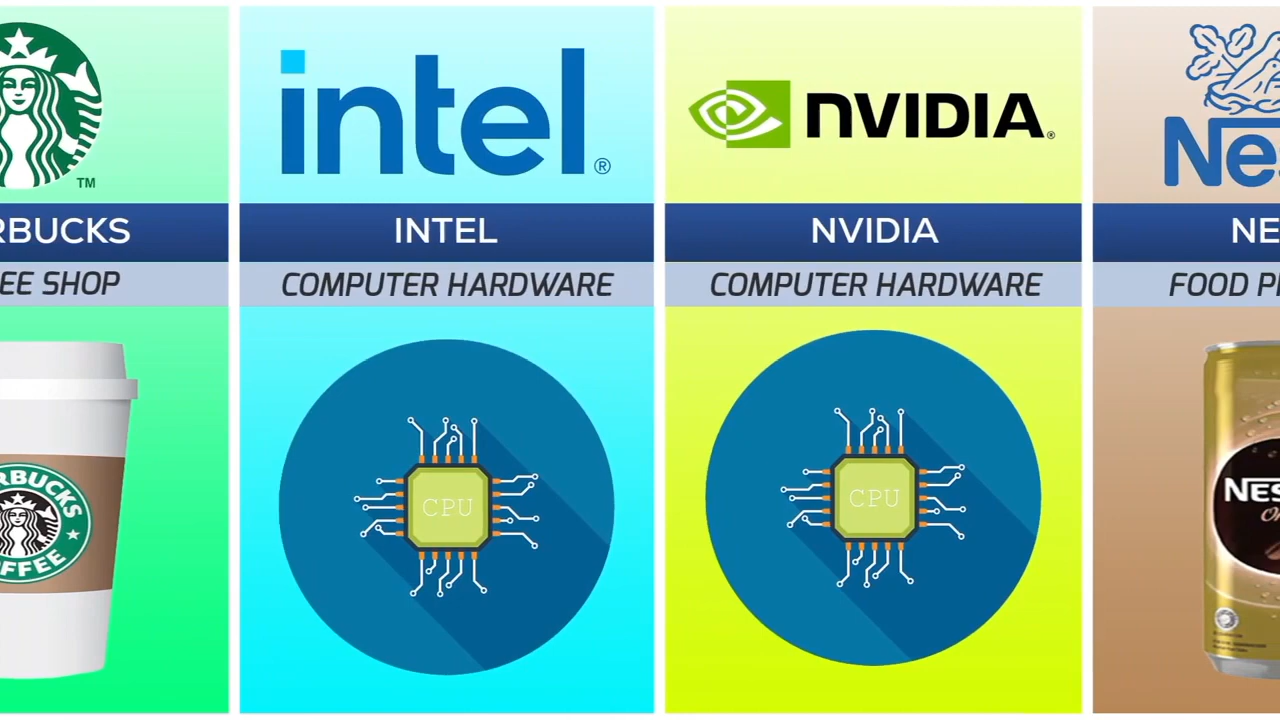 TM
RBUCKS
EE SHOP
RBUCKS
FFEE
intel®
INTEL
COMPUTER HARDWARE
CPU
NVIDIA®
NVIDIA
COMPUTER HARDWARE
CPU
Nes
NE
FOOD P
NES